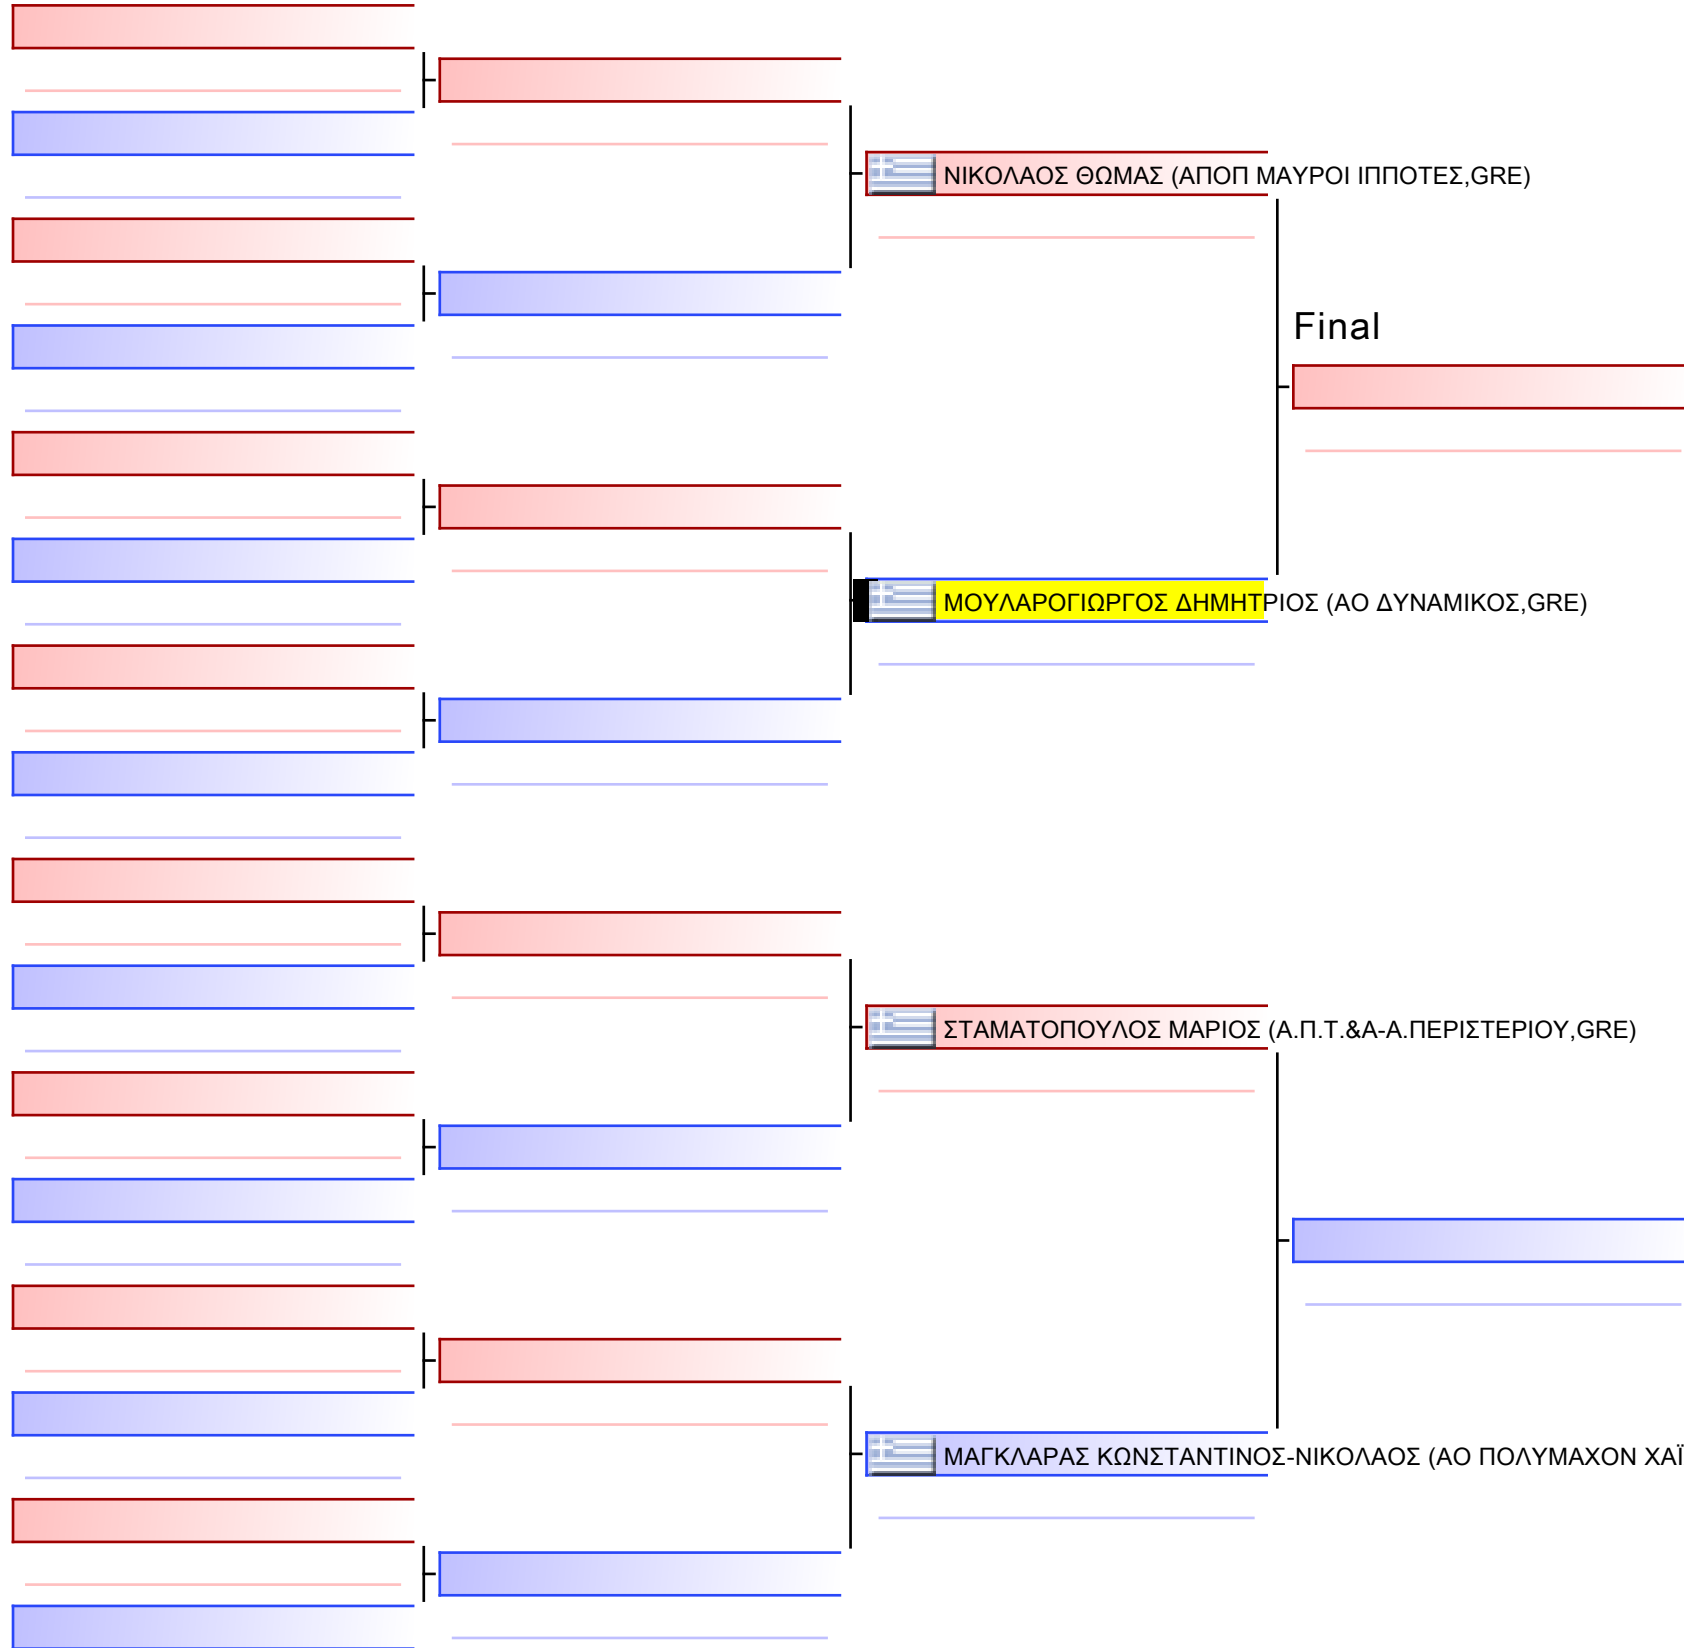 ΝΙΚΟΛΑΟΣ ΘΩΜΑΣ (ΑΠΟΠ ΜΑΥΡΟΙ ΙΠΠΟΤΕΣ,GRE)
Final
ΜΟΥΛΑΡΟΓΙΩΡΓΟΣ ΔΗΜΗΤΡΙΟΣ (ΑΟ ΔΥΝΑΜΙΚΟΣ,GRE)
ΣΤΑΜΑΤΟΠΟΥΛΟΣ ΜΑΡΙΟΣ (Α.Π.Τ.&Α-Α.ΠΕΡΙΣΤΕΡΙΟΥ,GRE)
ΜΑΓΚΛΑΡΑΣ ΚΩΝΣΤΑΝΤΙΝΟΣ-ΝΙΚΟΛΑΟΣ (ΑΟ ΠΟΛΥΜΑΧΟΝ ΧΑΪ